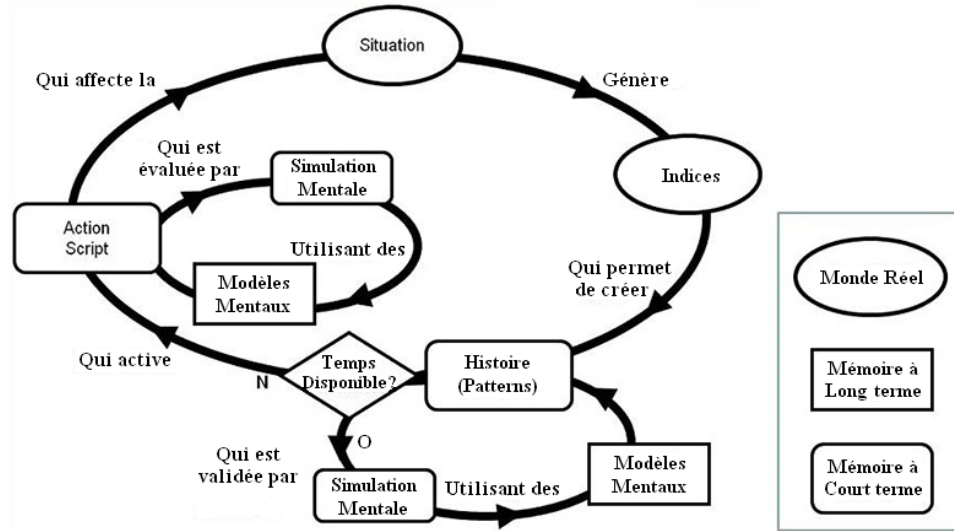 Situation
Qui affecte la
Génère
Qui est
évaluée par
Simulation
Mentale
Indices
Action
Script
Utilisant des
Modèles
Mentaux
Qui permet
de créer
Monde Réel
Qui active
N
Temps
Disponible?
Histoire
(Patterns)
Mémoire à
Long terme
O
Qui est
validée par
Simulation
Mentale
Utilisant des
Modèles
Mentaux
Mémoire à
Court terme